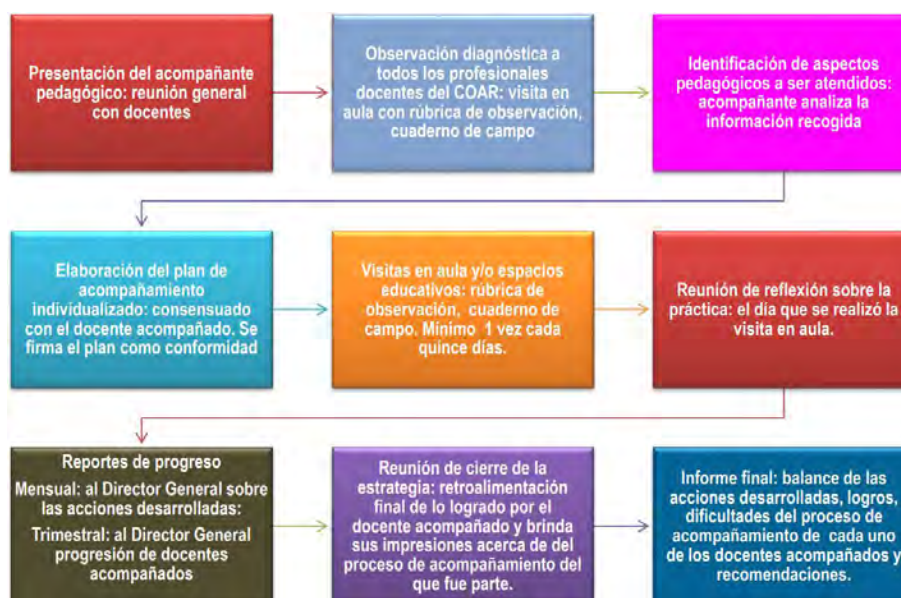 Presentación del acompañante
pedagógico: reunión general
con docentes
Observación diagnóstica a
todos los profesionales
docentes del COAR: visita en
aula con rúbrica de observación,
cuaderno de campo
Identificación de aspectos
pedagógicos a ser atendidos:
acompañante analiza la
información recogida
Elaboración del plan de
acompañamiento
individualizado: consensuado
con el docente acompañado. Se
firma el plan como conformidad
Visitas en aula y/o espacios
educativos: rúbrica de
observación, cuaderno de
campo. Mínimo 1 vez cada
quince días.
Reunión de reflexión sobre la
práctica: el día que se realizó la
visita en aula.
Reportes de progreso
Mensual: al Director General sobre
las acciones desarrolladas:
Trimestral: al Director General
progresión de docentes
acompañados
Reunión de cierre de la
estrategia: retroalimentación
final de lo logrado por el
docente acompañado y brinda
sus impresiones acerca de del
proceso de acompañamiento del
que fue parte.
Informe final: balance de las
acciones desarrolladas, logros,
dificultades del proceso de
acompañamiento de cada uno
de los docentes acompañados y
recomendaciones.